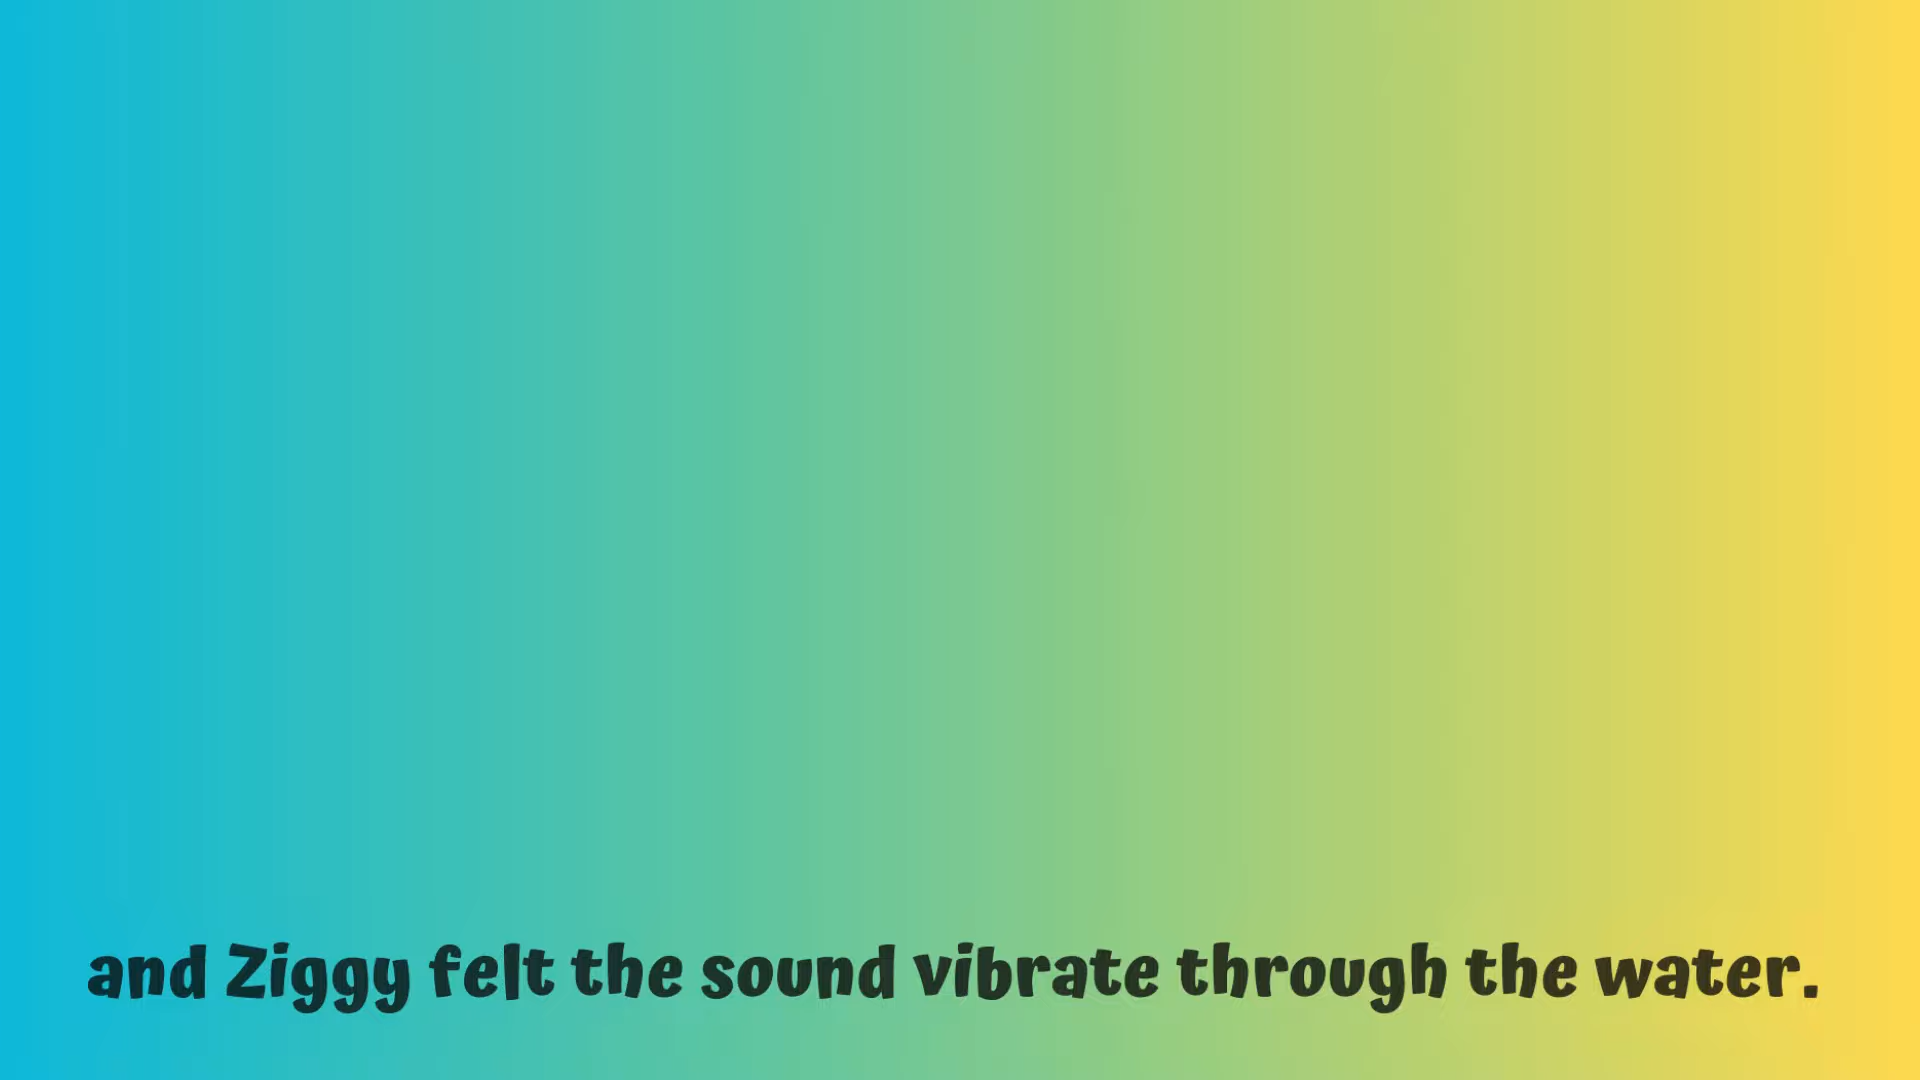 and Ziggy felt the sound vibrate through the water.